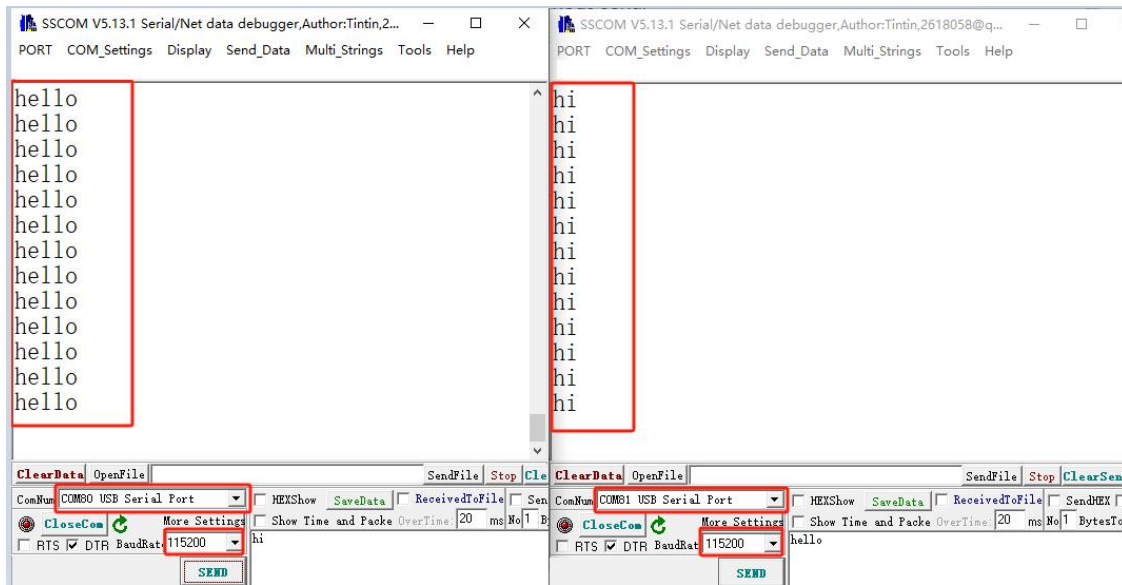 SSCOM V5.13.1 Serial/Net data debugger,Author:Tintin,2...
PORT COM_Settings Display Send_Data Multi_Strings Tools Help
hello
hello
hello
hello
hello
hello
hello
hello
hello
hello
hello
hello
hello
ClearData OpenFile SendFile Stop Cle
ComNum COM80 USB Serial Port HEXShow SaveData ReceivedToFile Sen
CloseCom More Settings Show Time and Packe OverTime: 20 ms No 1 B
RTS DTR BaudRat 115200 hi
SEND
SSCOM V5.13.1 Serial/Net data debugger,Author:Tintin,2618058@q...
PORT COM_Settings Display Send_Data Multi_Strings Tools Help
hi
hi
hi
hi
hi
hi
hi
hi
hi
hi
hi
hi
hi
ClearData OpenFile SendFile Stop ClearSen
ComNum COM81 USB Serial Port HEXShow SaveData ReceivedToFile SendHEX
CloseCom More Settings Show Time and Packe OverTime: 20 ms No 1 BytesTo
RTS DTR BaudRat 115200 hello
SEND